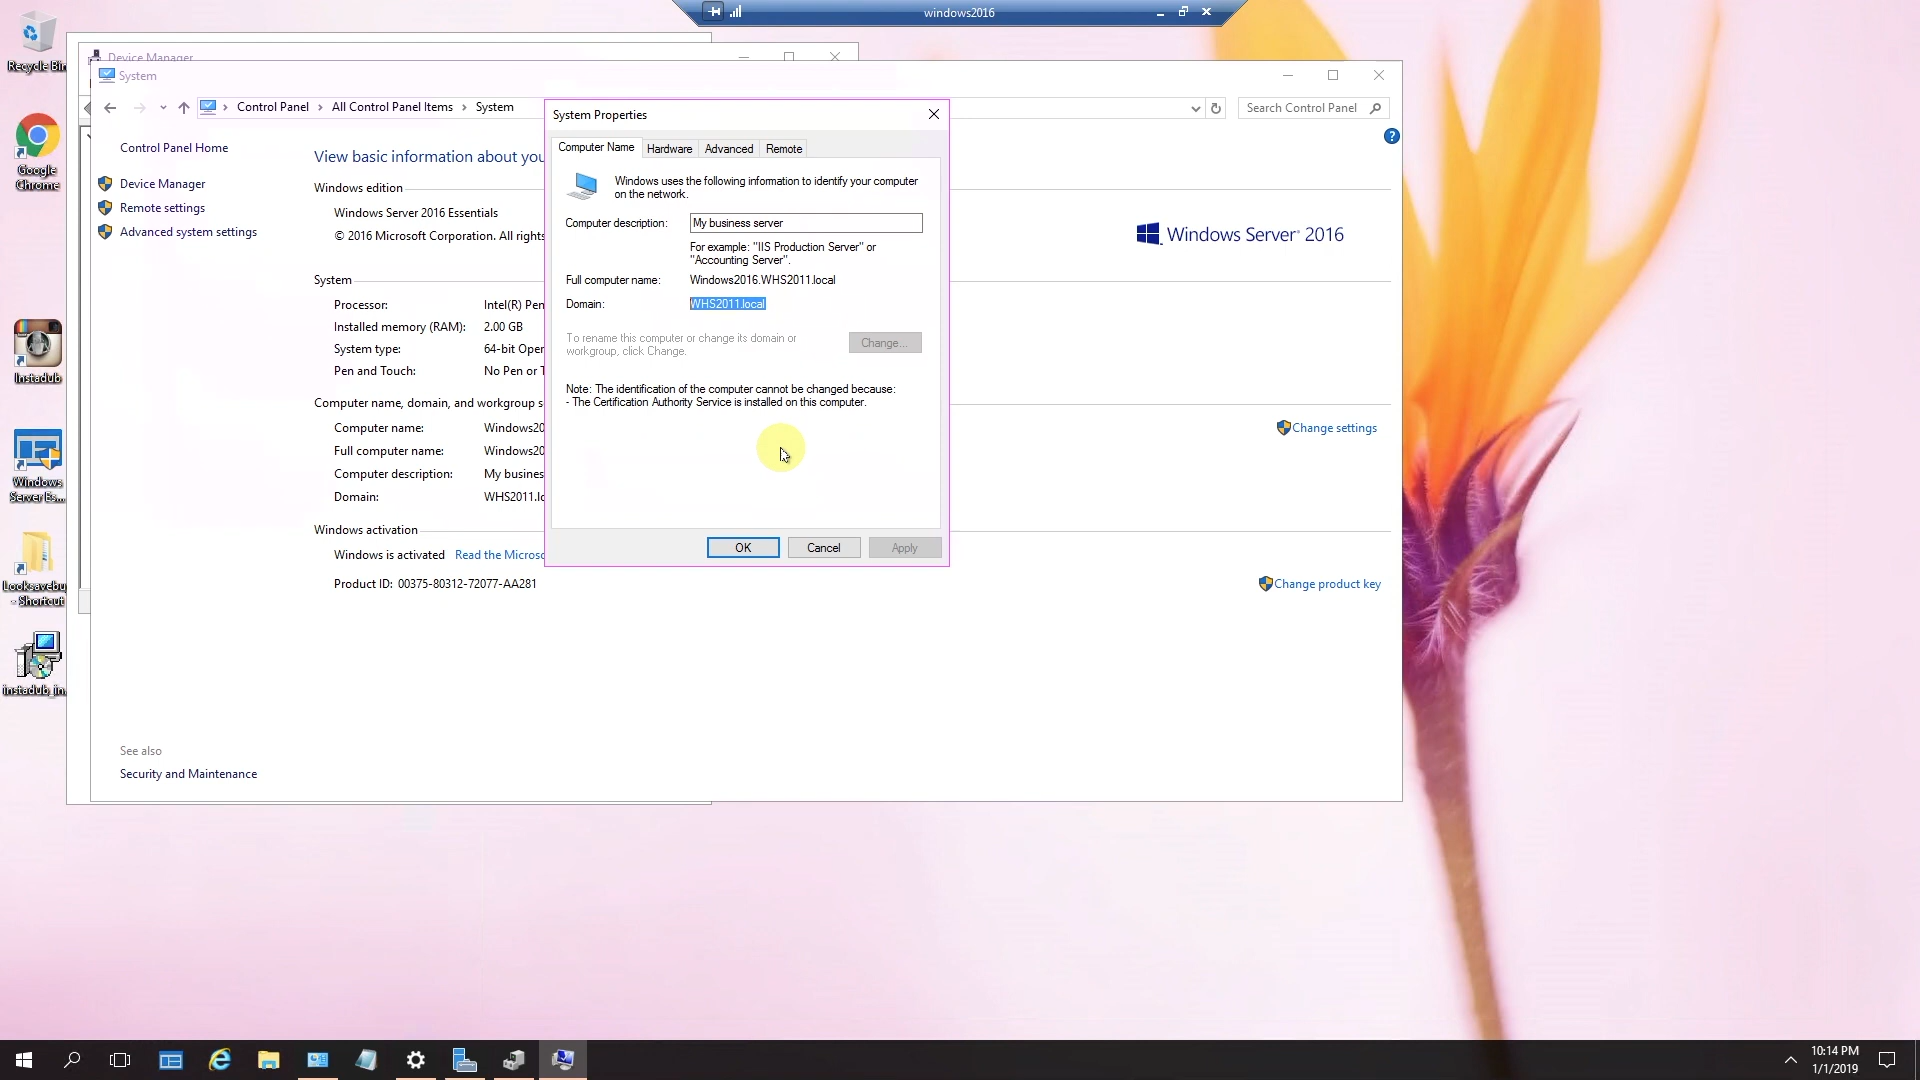 windows2016
Recycle Bin
Google
Chrome
Instadub
Windows
Server Es...
Looksavebu
- Shortcut
instadub_in
Device Manager
System
Control Panel
All Control Panel Items
System
Search Control Panel
Control Panel Home
Device Manager
Remote settings
Advanced system settings
See also
Security and Maintenance
View basic information about you
Windows edition
Windows Server 2016 Essentials
© 2016 Microsoft Corporation. All rights
Windows Server® 2016
System
Processor:
Intel(R) Pen
Installed memory (RAM):
2.00 GB
System type:
64-bit Oper
Pen and Touch:
No Pen or T
Computer name, domain, and workgroup s
Computer name:
Windows20
Full computer name:
Windows20
Computer description:
My busines
Domain:
WHS2011.lo
Change settings
Windows activation
Windows is activated
Read the Microso
Product ID: 00375-80312-72077-AA281
Change product key
System Properties
Computer Name
Hardware
Advanced
Remote
Windows uses the following information to identify your computer
on the network.
Computer description:
My business server
For example: "IIS Production Server" or
"Accounting Server".
Full computer name:
Windows2016.WHS2011.local
Domain:
WHS2011.local
To rename this computer or change its domain or
workgroup, click Change.
Change...
Note: The identification of the computer cannot be changed because:
- The Certification Authority Service is installed on this computer.
OK
Cancel
Apply
10:14 PM
1/1/2019